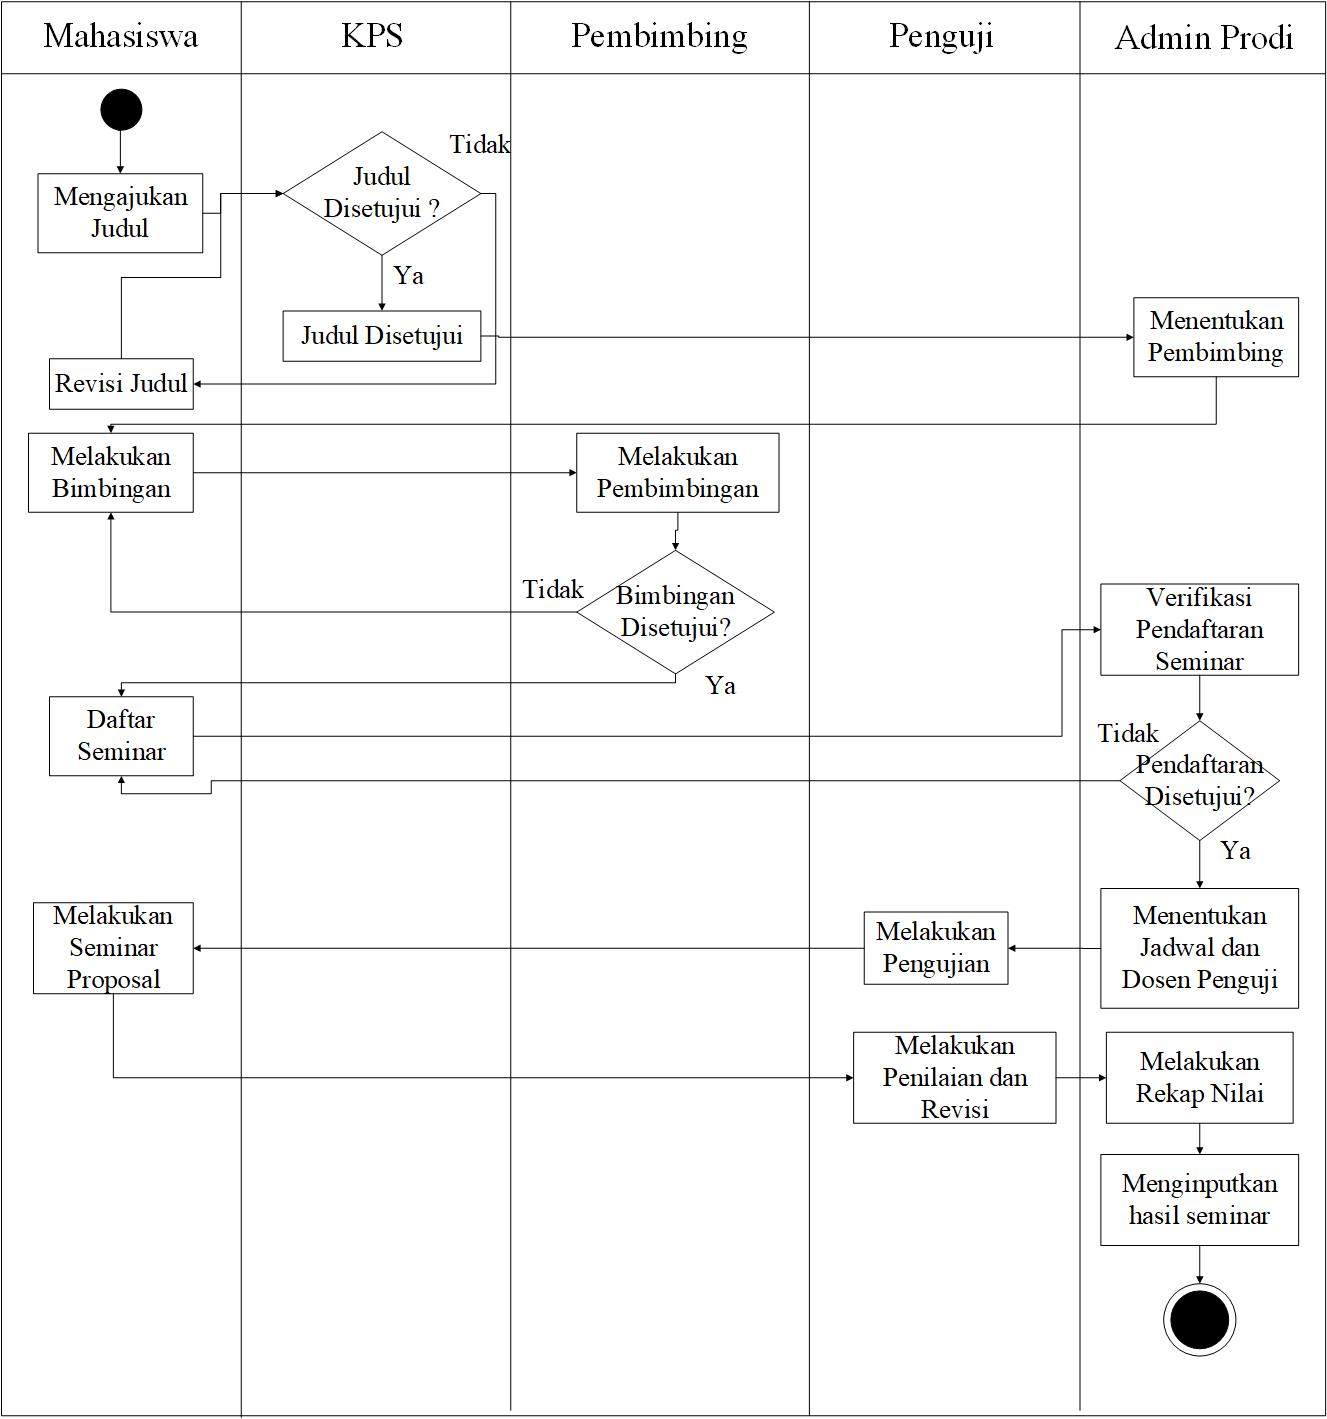 Mahasiswa
KPS
Pembimbing
Penguji
Admin Prodi
Tidak
Judul
Disetujui ?
Mengajukan
Judul
Ya
Judul Disetujui
Menentukan
Pembimbing
Revisi Judul
Melakukan
Bimbingan
Melakukan
Pembimbingan
Tidak
Bimbingan
Disetujui?
Ya
Verifikasi
Pendaftaran
Seminar
Daftar
Seminar
Tidak
Pendaftaran
Disetujui?
Ya
Melakukan
Seminar
Proposal
Melakukan
Pengujian
Menentukan
Jadwal dan
Dosen Penguji
Melakukan
Penilaian dan
Revisi
Melakukan
Rekap Nilai
Menginputkan
hasil seminar